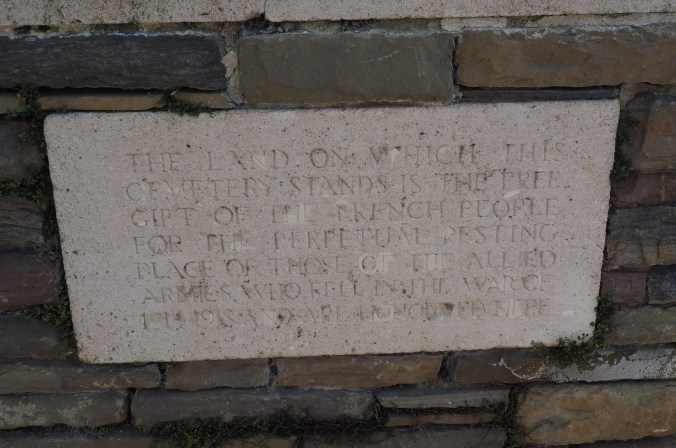 THE LAND ON WHICH THIS
CEMETERY STANDS IS THE FREE
GIFT OF THE FRENCH PEOPLE
FOR THE PERPETUAL RESTING
PLACE OF THOSE OF THE ALLIED
ARMIES WHO FELL IN THE WAR OF
1914-1918 AND ARE HONOURED HERE